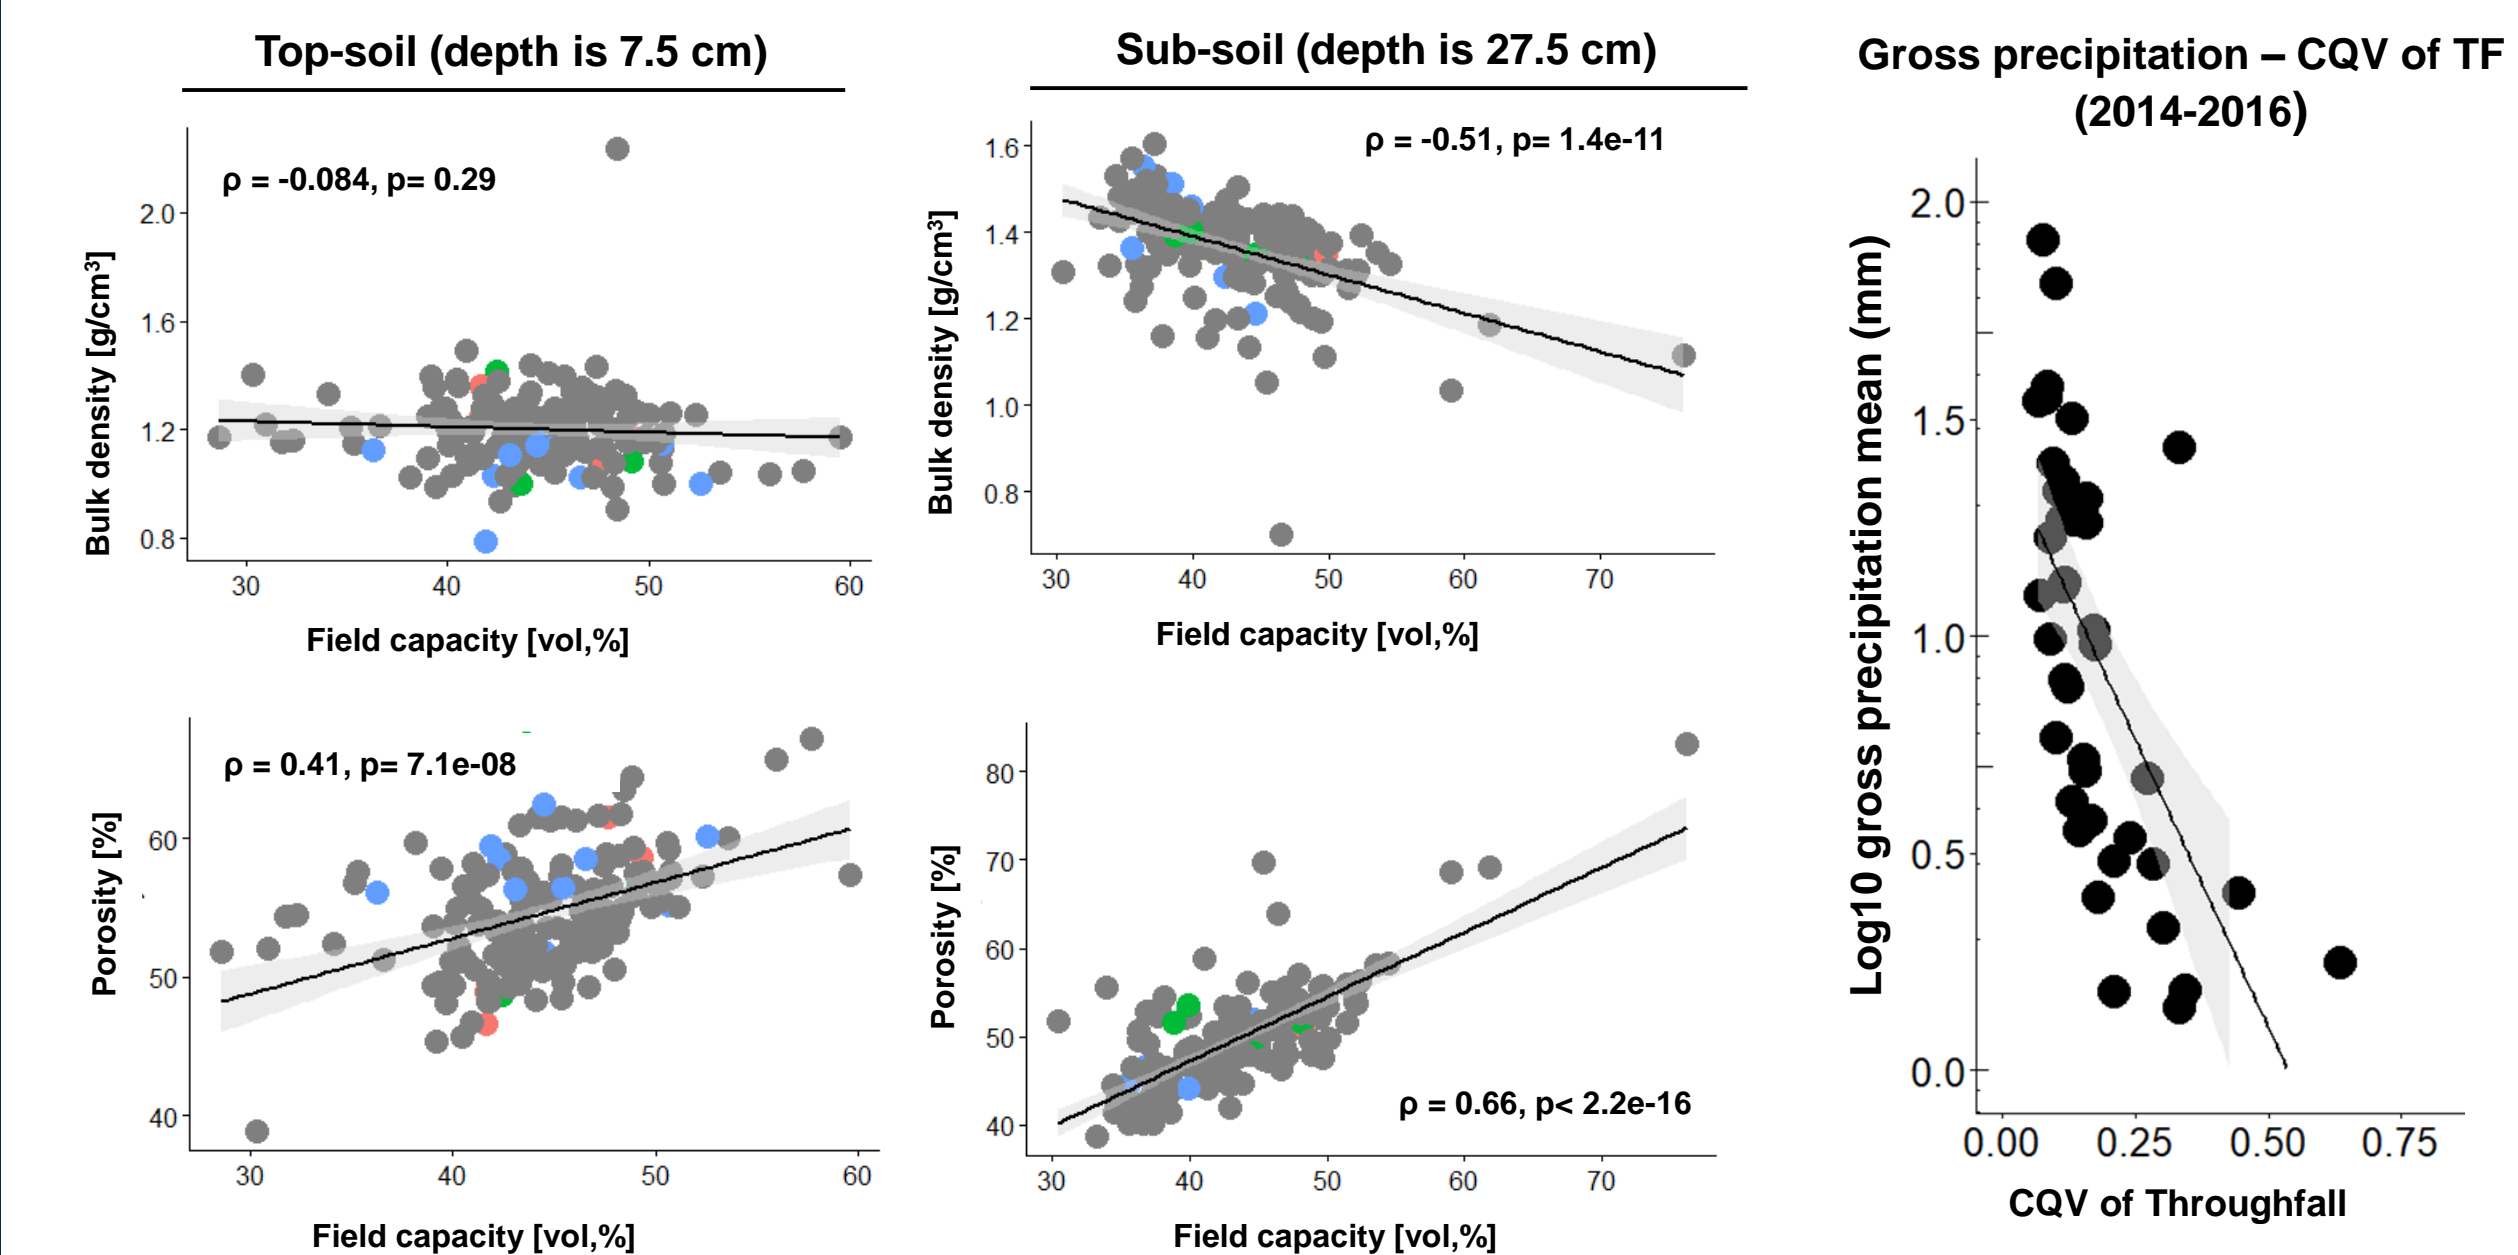 Top-soil (depth is 7.5 cm)
ρ = -0.084, p= 0.29
Bulk density [g/cm³]
2.0
1.6
1.2
0.8
30 40 50 60
Field capacity [vol,%]
ρ = 0.41, p= 7.1e-08
Porosity [%]
60
50
40
30 40 50 60
Field capacity [vol,%]
Sub-soil (depth is 27.5 cm)
ρ = -0.51, p= 1.4e-11
Bulk density [g/cm³]
1.6
1.4
1.2
1.0
0.8
30 40 50 60 70
Field capacity [vol,%]
Porosity [%]
80
70
60
50
40
ρ = 0.66, p< 2.2e-16
30 40 50 60 70
Field capacity [vol,%]
Gross precipitation – CQV of TF
(2014-2016)
Log10 gross precipitation mean (mm)
2.0
1.5
1.0
0.5
0.0
0.00 0.25 0.50 0.75
CQV of Throughfall